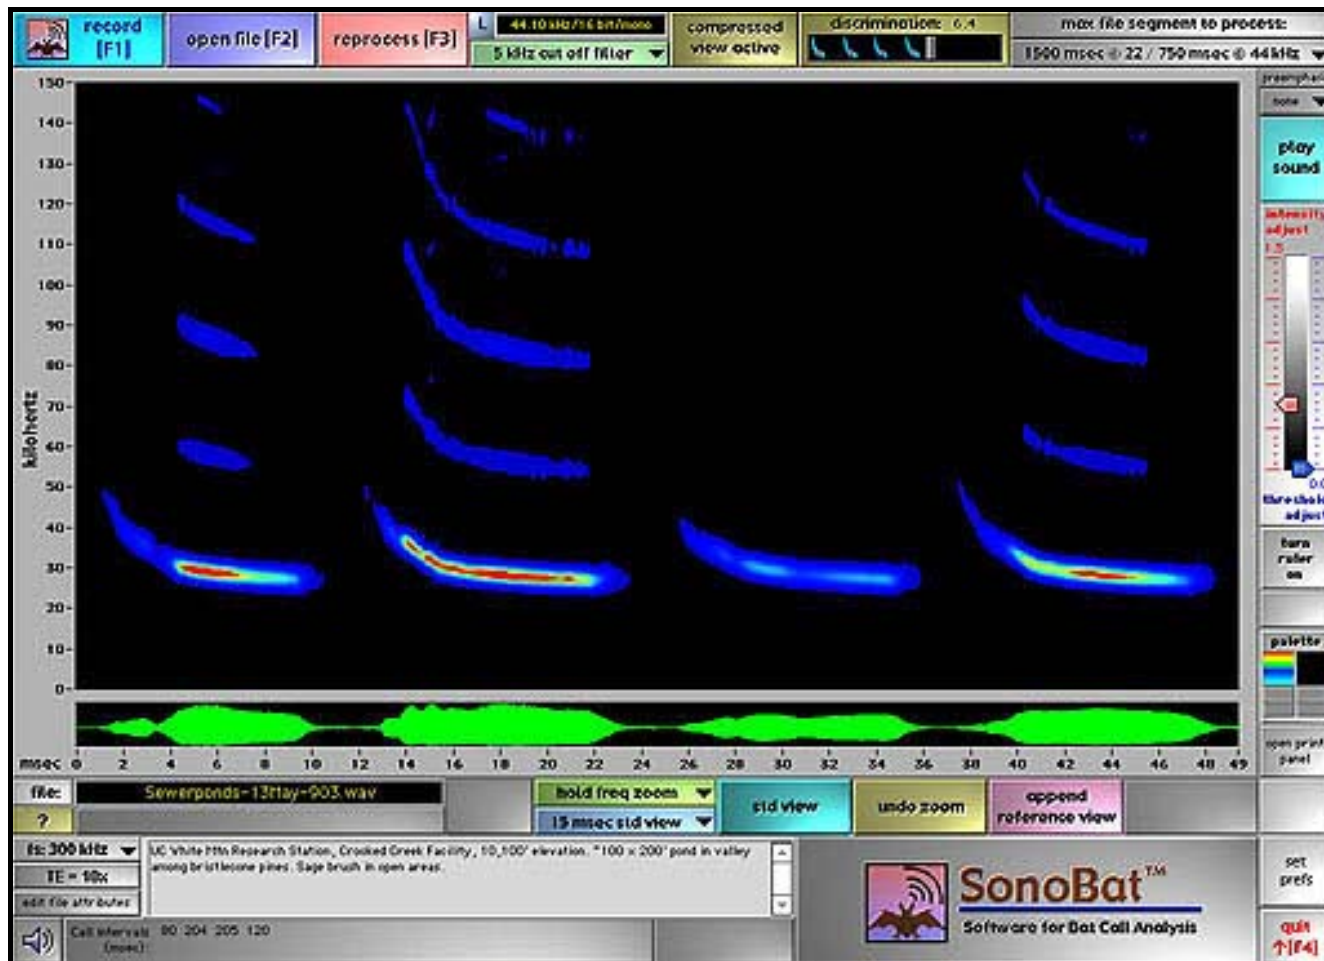 record
[F1]
open file [F2]
reprocess [F3]
L
44.10 kHz/16 bit/mono
5 kHz cut off filter
compressed
view active
discrimination: 6.4
max file segment to process:
1500 msec @ 22 / 750 msec @ 44kHz
preemphasis
none
play
sound
intensity
adjust
1.5
0.0
threshold
adjust
turn
ruler
on
palette
open print
panel
kilohertz
150
140
130
120
110
100
90
80
70
60
50
40
30
20
10
0
msec 0 2 4 6 8 10 12 14 16 18 20 22 24 26 28 30 32 34 36 38 40 42 44 46 48 49
file:
Sewerponds-13May-903.wav
?
hold freq zoom
15 msec std view
std view
undo zoom
append
reference view
fs: 300 kHz
TE = 10x
edit file attributes
UC White Mtn Research Station, Crooked Creek Facility, 10,100' elevation. ~100 x 200' pond in valley
among bristlecone pines. Sage brush in open areas.
Call intervals 80 204 205 120
(msec):
SonoBat™
Software for Bat Call Analysis
set
prefs
quit
↑[F4]